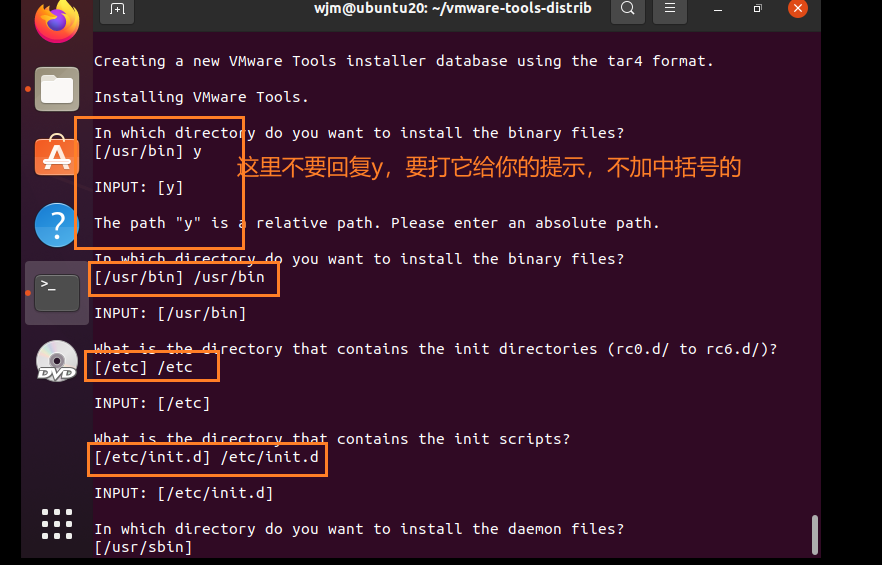 wjm@ubuntu20: ~/vmware-tools-distrib
Creating a new VMware Tools installer database using the tar4 format.
Installing VMware Tools.
In which directory do you want to install the binary files?
[/usr/bin] y
这里不要回复y，要打它给你的提示，不加中括号的
INPUT: [y]
The path "y" is a relative path. Please enter an absolute path.
In which directory do you want to install the binary files?
[/usr/bin] /usr/bin
INPUT: [/usr/bin]
What is the directory that contains the init directories (rc0.d/ to rc6.d/)?
[/etc] /etc
INPUT: [/etc]
What is the directory that contains the init scripts?
[/etc/init.d] /etc/init.d
INPUT: [/etc/init.d]
In which directory do you want to install the daemon files?
[/usr/sbin]
DVD